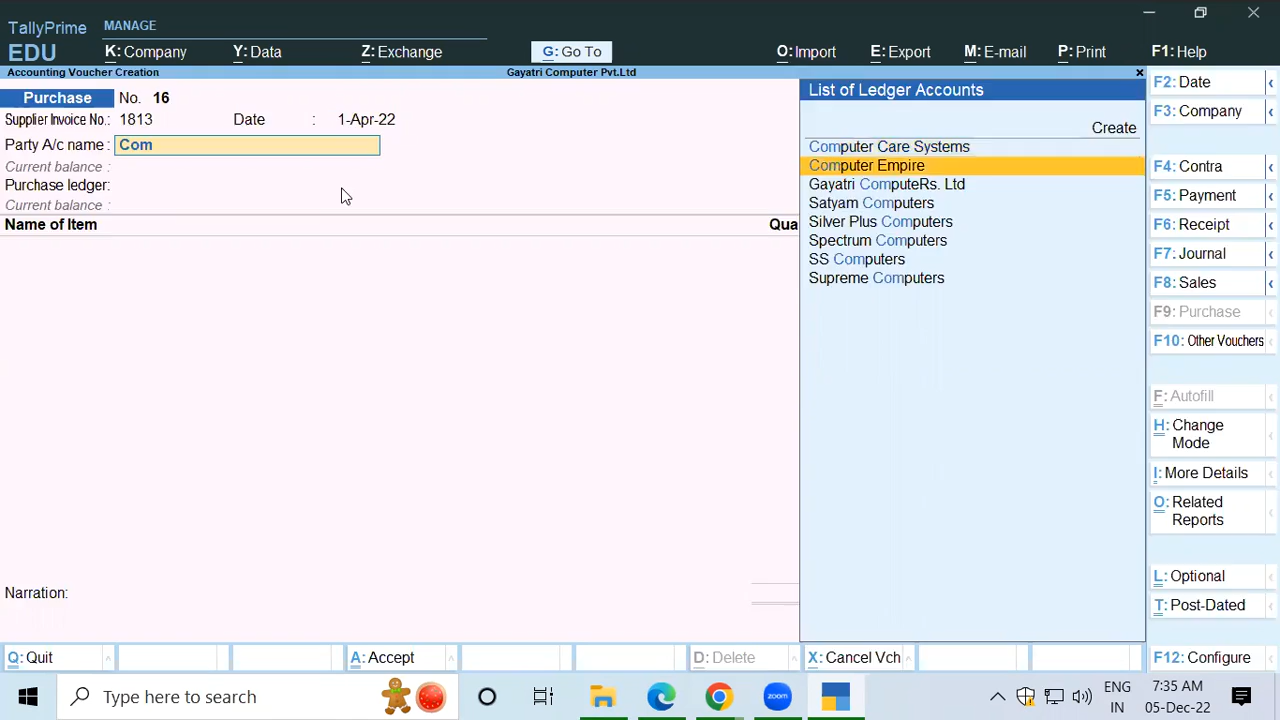 TallyPrime
EDU
MANAGE
K: Company
Y: Data
Z: Exchange
G: Go To
O: Import
E: Export
M: E-mail
P: Print
F1: Help
Accounting Voucher Creation
Gayatri Computer Pvt.Ltd
Purchase No. 16
Supplier Invoice No.: 1813 Date : 1-Apr-22
Party A/c name : Com
Current balance :
Purchase ledger:
Current balance :
Name of Item
Qua
Narration:
List of Ledger Accounts
Create
Computer Care Systems
Computer Empire
Gayatri ComputeRs. Ltd
Satyam Computers
Silver Plus Computers
Spectrum Computers
SS Computers
Supreme Computers
F2: Date
F3: Company
F4: Contra
F5: Payment
F6: Receipt
F7: Journal
F8: Sales
F9: Purchase
F10: Other Vouchers
F: Autofill
H: Change
Mode
I: More Details
O: Related
Reports
L: Optional
T: Post-Dated
F12: Configure
Q: Quit
A: Accept
D: Delete
X: Cancel Vch
Type here to search
zoom
ENG
IN
7:35 AM
05-Dec-22